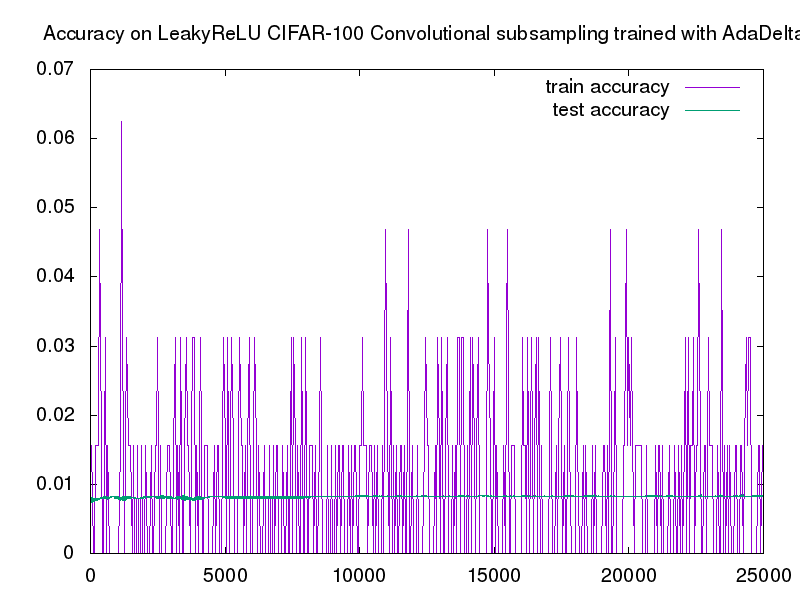 Accuracy on LeakyReLU CIFAR-100 Convolutional subsampling trained with AdaDelta
0.07
train accuracy
test accuracy
0.06
0.05
0.04
0.03
0.02
0.01
0
0 5000 10000 15000 20000 25000